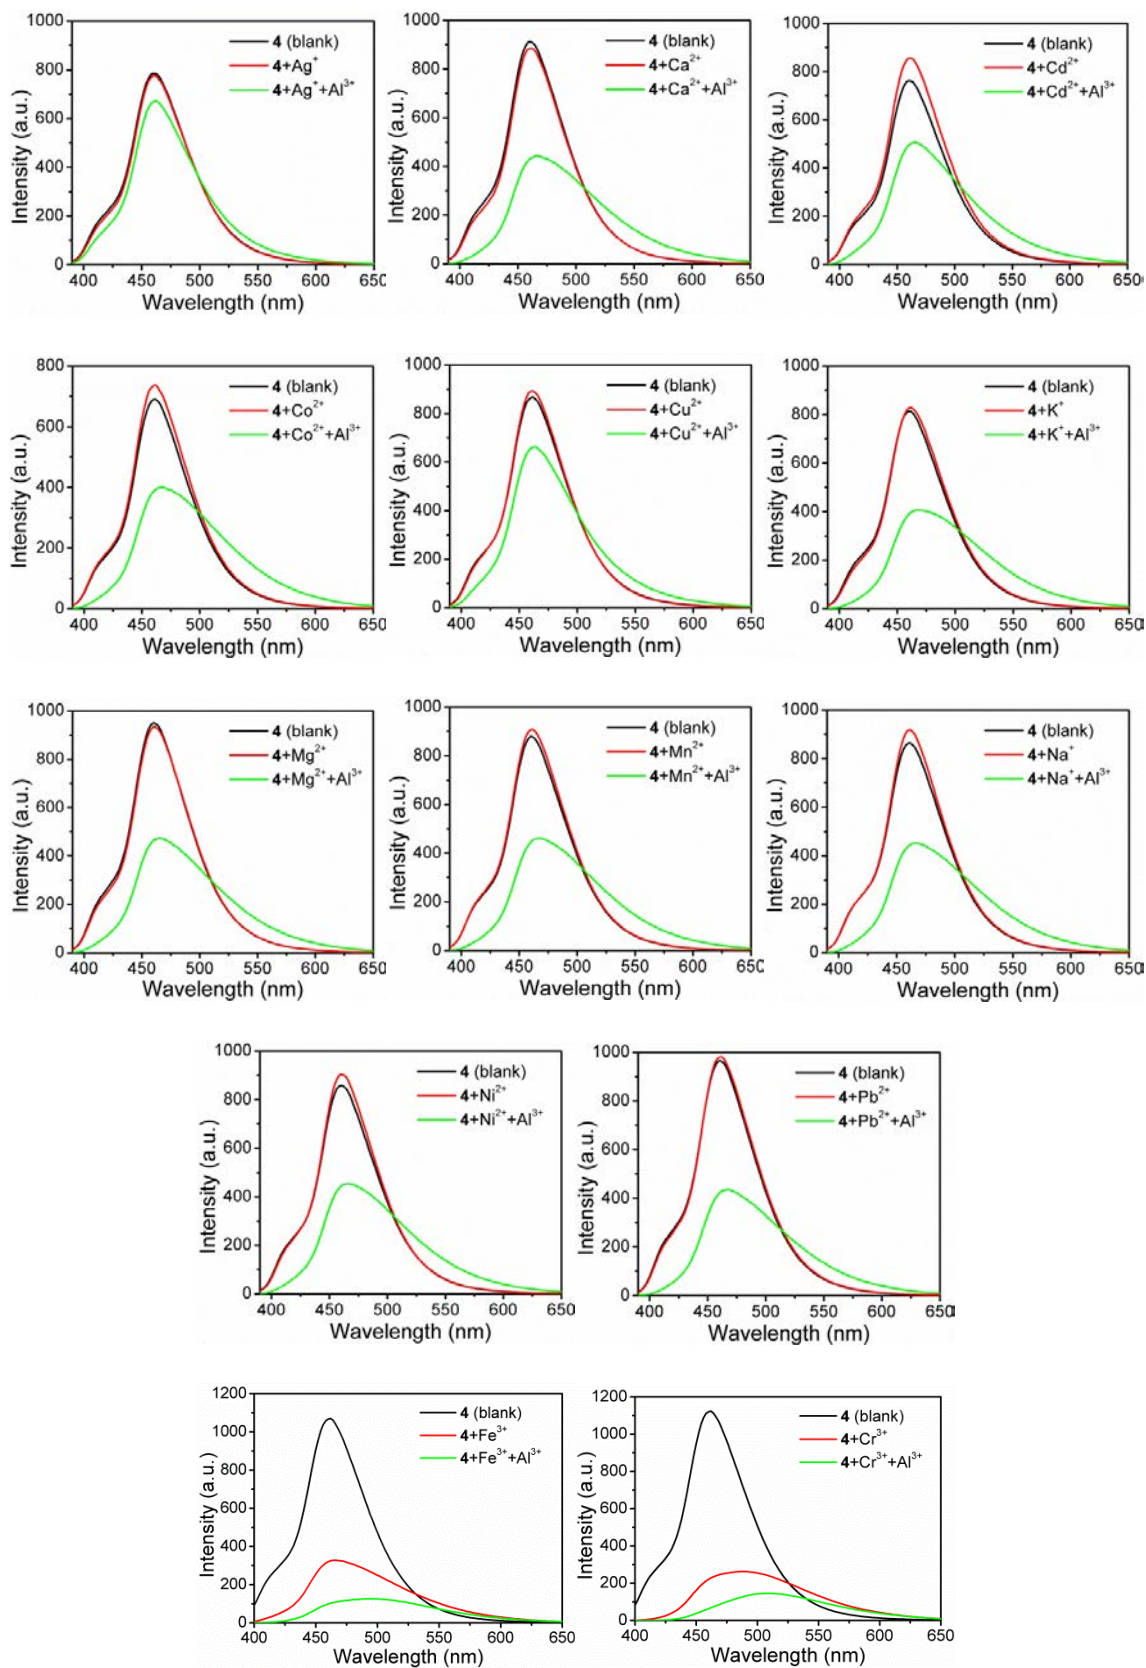 1000
800
600
400
200
0
Intensity (a.u.)
4 (blank)
4+Ag⁺
4+Ag⁺+Al³⁺
400 450 500 550 600 650
Wavelength (nm)
1000
800
600
400
200
0
Intensity (a.u.)
4 (blank)
4+Ca²⁺
4+Ca²⁺+Al³⁺
400 450 500 550 600 650
Wavelength (nm)
1000
800
600
400
200
0
Intensity (a.u.)
4 (blank)
4+Cd²⁺
4+Cd²⁺+Al³⁺
400 450 500 550 600 650
Wavelength (nm)
800
600
400
200
0
Intensity (a.u.)
4 (blank)
4+Co²⁺
4+Co²⁺+Al³⁺
400 450 500 550 600 650
Wavelength (nm)
1000
800
600
400
200
0
Intensity (a.u.)
4 (blank)
4+Cu²⁺
4+Cu²⁺+Al³⁺
400 450 500 550 600 650
Wavelength (nm)
1000
800
600
400
200
0
Intensity (a.u.)
4 (blank)
4+K⁺
4+K⁺+Al³⁺
400 450 500 550 600 650
Wavelength (nm)
1000
800
600
400
200
0
Intensity (a.u.)
4 (blank)
4+Mg²⁺
4+Mg²⁺+Al³⁺
400 450 500 550 600 650
Wavelength (nm)
1000
800
600
400
200
0
Intensity (a.u.)
4 (blank)
4+Mn²⁺
4+Mn²⁺+Al³⁺
400 450 500 550 600 650
Wavelength (nm)
1000
800
600
400
200
0
Intensity (a.u.)
4 (blank)
4+Na⁺
4+Na⁺+Al³⁺
400 450 500 550 600 650
Wavelength (nm)
1000
800
600
400
200
0
Intensity (a.u.)
4 (blank)
4+Ni²⁺
4+Ni²⁺+Al³⁺
400 450 500 550 600 650
Wavelength (nm)
1000
800
600
400
200
0
Intensity (a.u.)
4 (blank)
4+Pb²⁺
4+Pb²⁺+Al³⁺
400 450 500 550 600 650
Wavelength (nm)
1200
1000
800
600
400
200
0
Intensity (a.u.)
4 (blank)
4+Fe³⁺
4+Fe³⁺+Al³⁺
400 450 500 550 600 650
Wavelength (nm)
1200
1000
800
600
400
200
0
Intensity (a.u.)
4 (blank)
4+Cr³⁺
4+Cr³⁺+Al³⁺
400 450 500 550 600 650
Wavelength (nm)